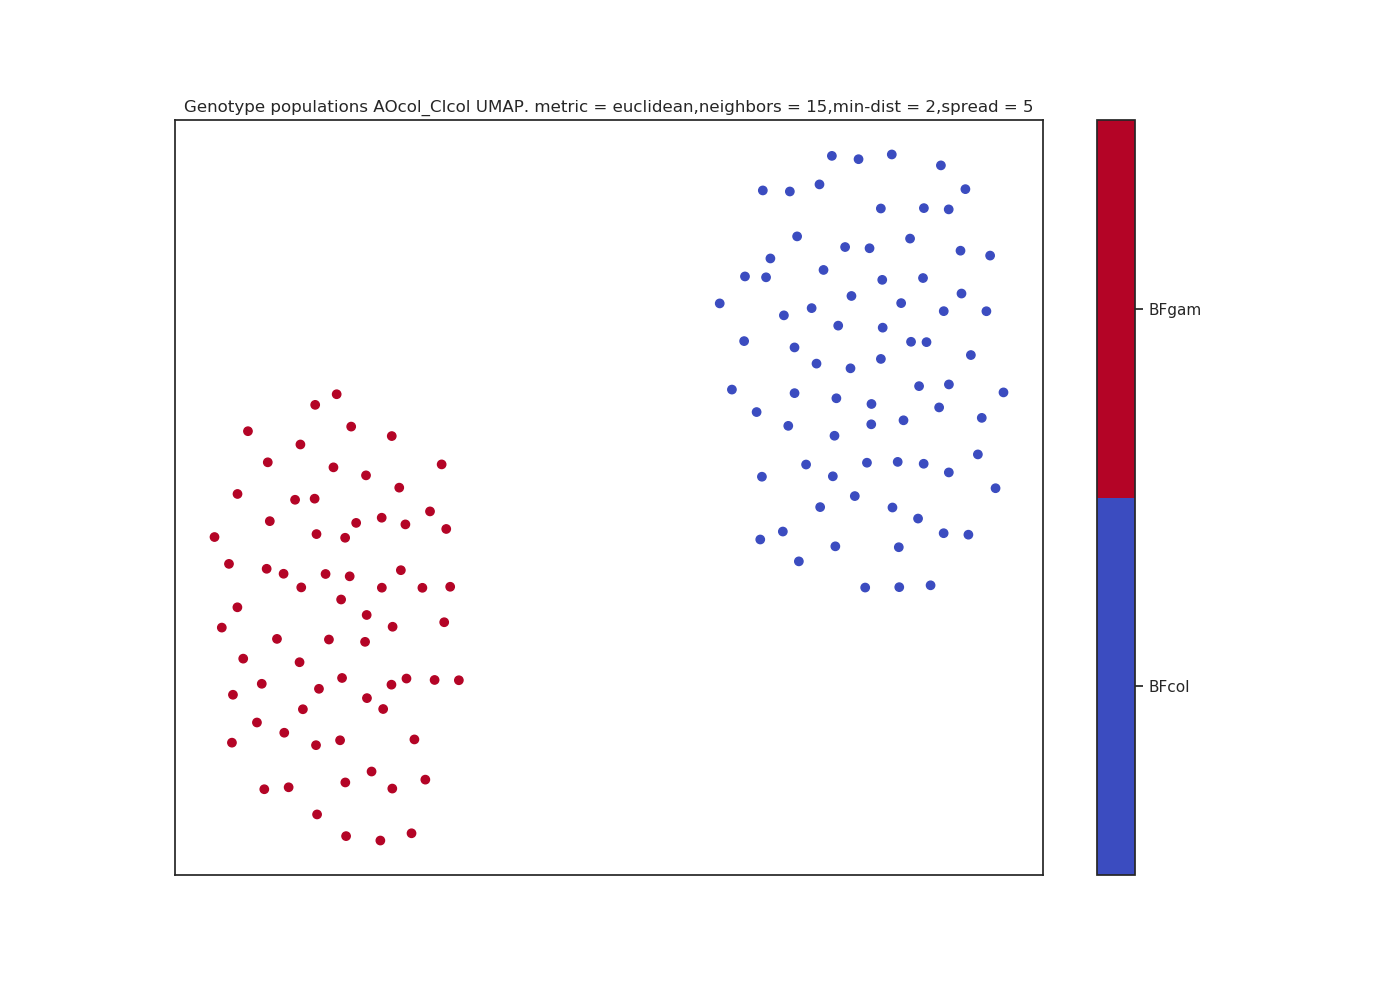 Genotype populations AOcol_CIcol UMAP. metric = euclidean,neighbors = 15,min-dist = 2,spread = 5
BFgam
BFcol